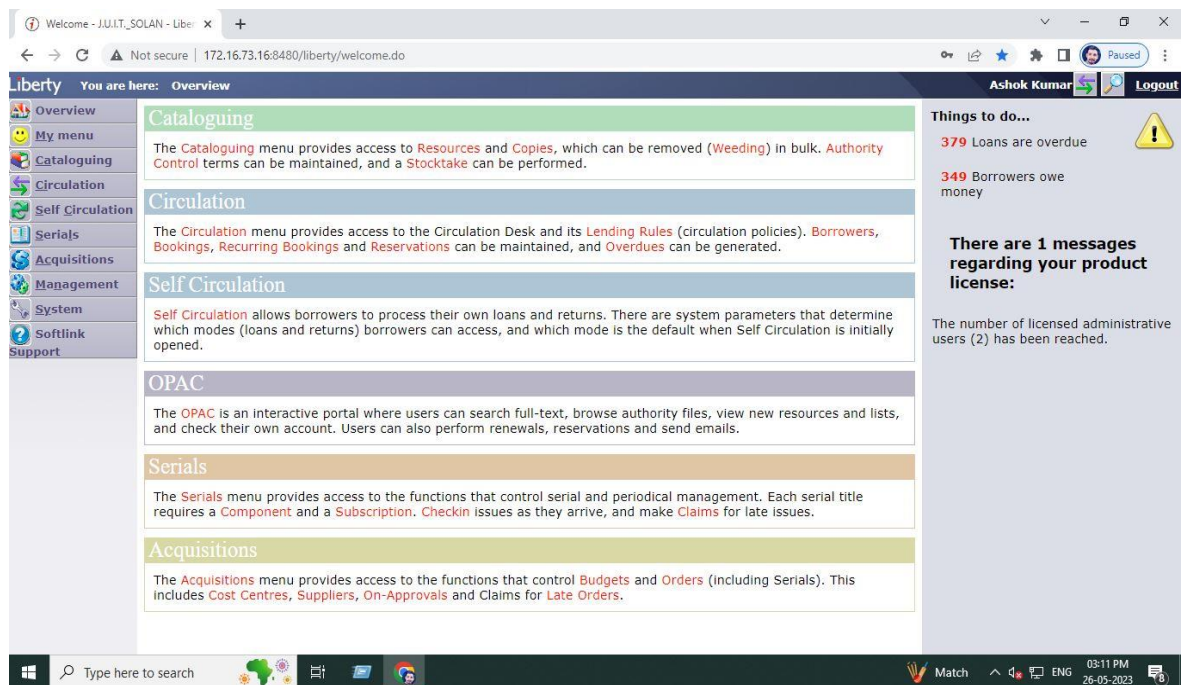 Welcome - J.U.I.T._SOLAN - Liber
Not secure | 172.16.73.16:8480/liberty/welcome.do
Paused
Liberty You are here: Overview
Ashok Kumar Logout
Overview
My menu
Cataloguing
Circulation
Self Circulation
Serials
Acquisitions
Management
System
Softlink
Support
Cataloguing
The Cataloguing menu provides access to Resources and Copies, which can be removed (Weeding) in bulk. Authority
Control terms can be maintained, and a Stocktake can be performed.
Circulation
The Circulation menu provides access to the Circulation Desk and its Lending Rules (circulation policies). Borrowers,
Bookings, Recurring Bookings and Reservations can be maintained, and Overdues can be generated.
Self Circulation
Self Circulation allows borrowers to process their own loans and returns. There are system parameters that determine
which modes (loans and returns) borrowers can access, and which mode is the default when Self Circulation is initially
opened.
OPAC
The OPAC is an interactive portal where users can search full-text, browse authority files, view new resources and lists,
and check their own account. Users can also perform renewals, reservations and send emails.
Serials
The Serials menu provides access to the functions that control serial and periodical management. Each serial title
requires a Component and a Subscription. Checkin issues as they arrive, and make Claims for late issues.
Acquisitions
The Acquisitions menu provides access to the functions that control Budgets and Orders (including Serials). This
includes Cost Centres, Suppliers, On-Approvals and Claims for Late Orders.
Things to do...
379 Loans are overdue
349 Borrowers owe
money
There are 1 messages
regarding your product
license:
The number of licensed administrative
users (2) has been reached.
Type here to search
Match
ENG
03:11 PM
26-05-2023
8